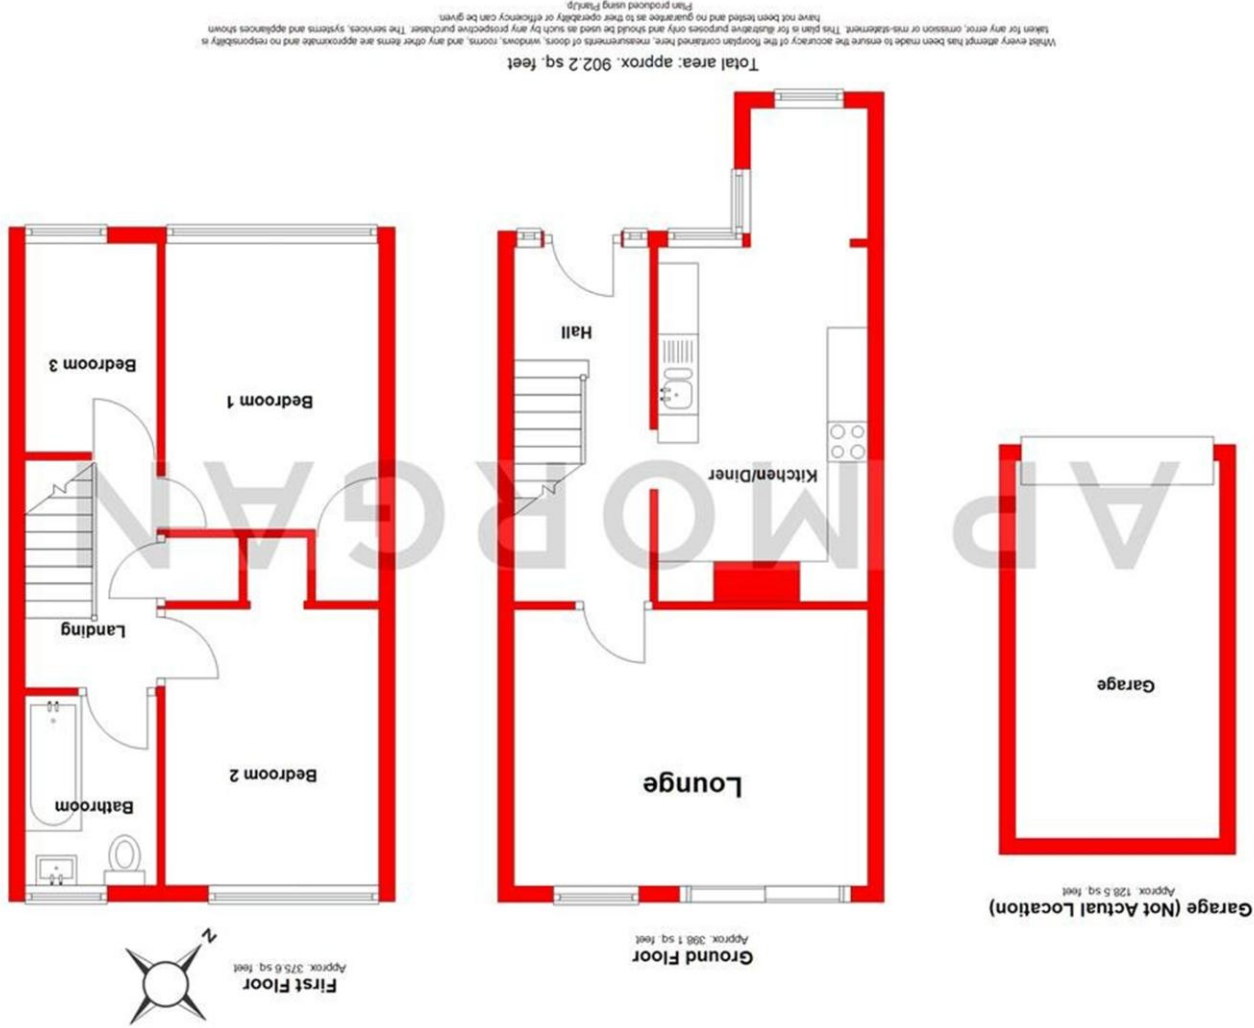 Garage (Not Actual Location)
Approx. 128.5 sq. feet
Ground Floor
Approx. 398.1 sq. feet
First Floor
Approx. 375.6 sq. feet
N
Garage
Lounge
Bedroom 2
Bathroom
Landing
Kitchen/Diner
Hall
Bedroom 1
Bedroom 3
AP MORGAN
Total area: approx. 902.2 sq. feet
Whilst every attempt has been made to ensure the accuracy of the floorplan contained here, measurements of doors, windows, rooms, and any other items are approximate and no responsibility is
taken for any error, omission or mis-statement. This plan is for illustrative purposes only and should be used as such by any prospective purchaser. The services, systems and appliances shown
have not been tested and no guarantee as to their operability or efficiency can be given.
Plan produced using PlanUp